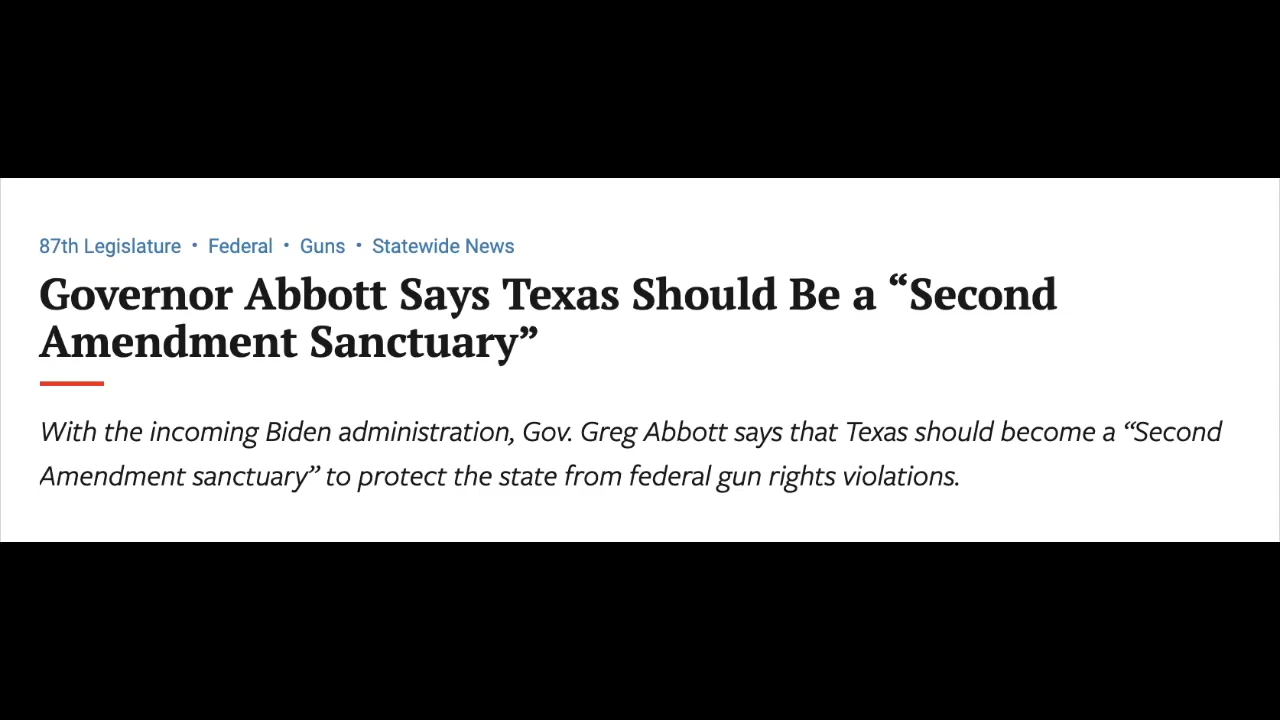 87th Legislature • Federal • Guns • Statewide News
Governor Abbott Says Texas Should Be a “Second
Amendment Sanctuary”
With the incoming Biden administration, Gov. Greg Abbott says that Texas should become a “Second
Amendment sanctuary” to protect the state from federal gun rights violations.